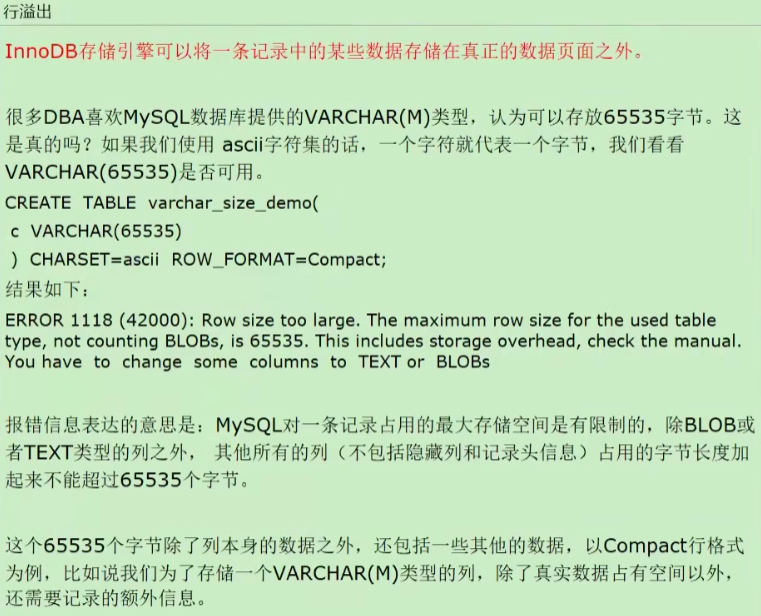 行溢出
InnoDB存储引擎可以将一条记录中的某些数据存储在真正的数据页面之外。
很多DBA喜欢MySQL数据库提供的VARCHAR(M)类型，认为可以存放65535字节。这
是真的吗？如果我们使用 ascii字符集的话，一个字符就代表一个字节，我们看看
VARCHAR(65535)是否可用。
CREATE TABLE varchar_size_demo(
c VARCHAR(65535)
) CHARSET=ascii ROW_FORMAT=Compact;
结果如下：
ERROR 1118 (42000): Row size too large. The maximum row size for the used table
type, not counting BLOBs, is 65535. This includes storage overhead, check the manual.
You have to change some columns to TEXT or BLOBs
报错信息表达的意思是：MySQL对一条记录占用的最大存储空间是有限制的，除BLOB或
者TEXT类型的列之外， 其他所有的列（不包括隐藏列和记录头信息）占用的字节长度加
起来不能超过65535个字节。
这个65535个字节除了列本身的数据之外，还包括一些其他的数据，以Compact行格式
为例，比如说我们为了存储一个VARCHAR(M)类型的列，除了真实数据占有空间以外，
还需要记录的额外信息。